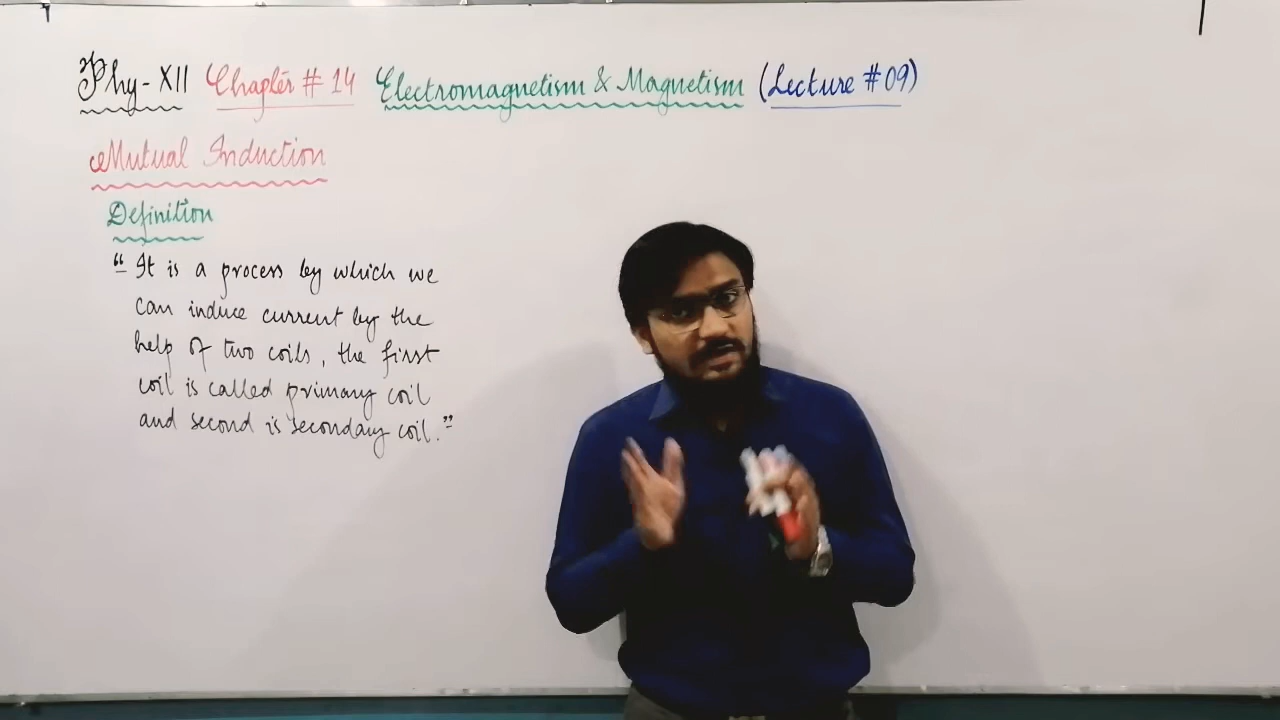 Phy-XII Chapter # 14 Electromagnetism & Magnetism (Lecture # 09)
Mutual Induction
Definition
“ It is a process by which we
can induce current by the
help of two coils, the first
coil is called primary coil
and second is secondary coil.”